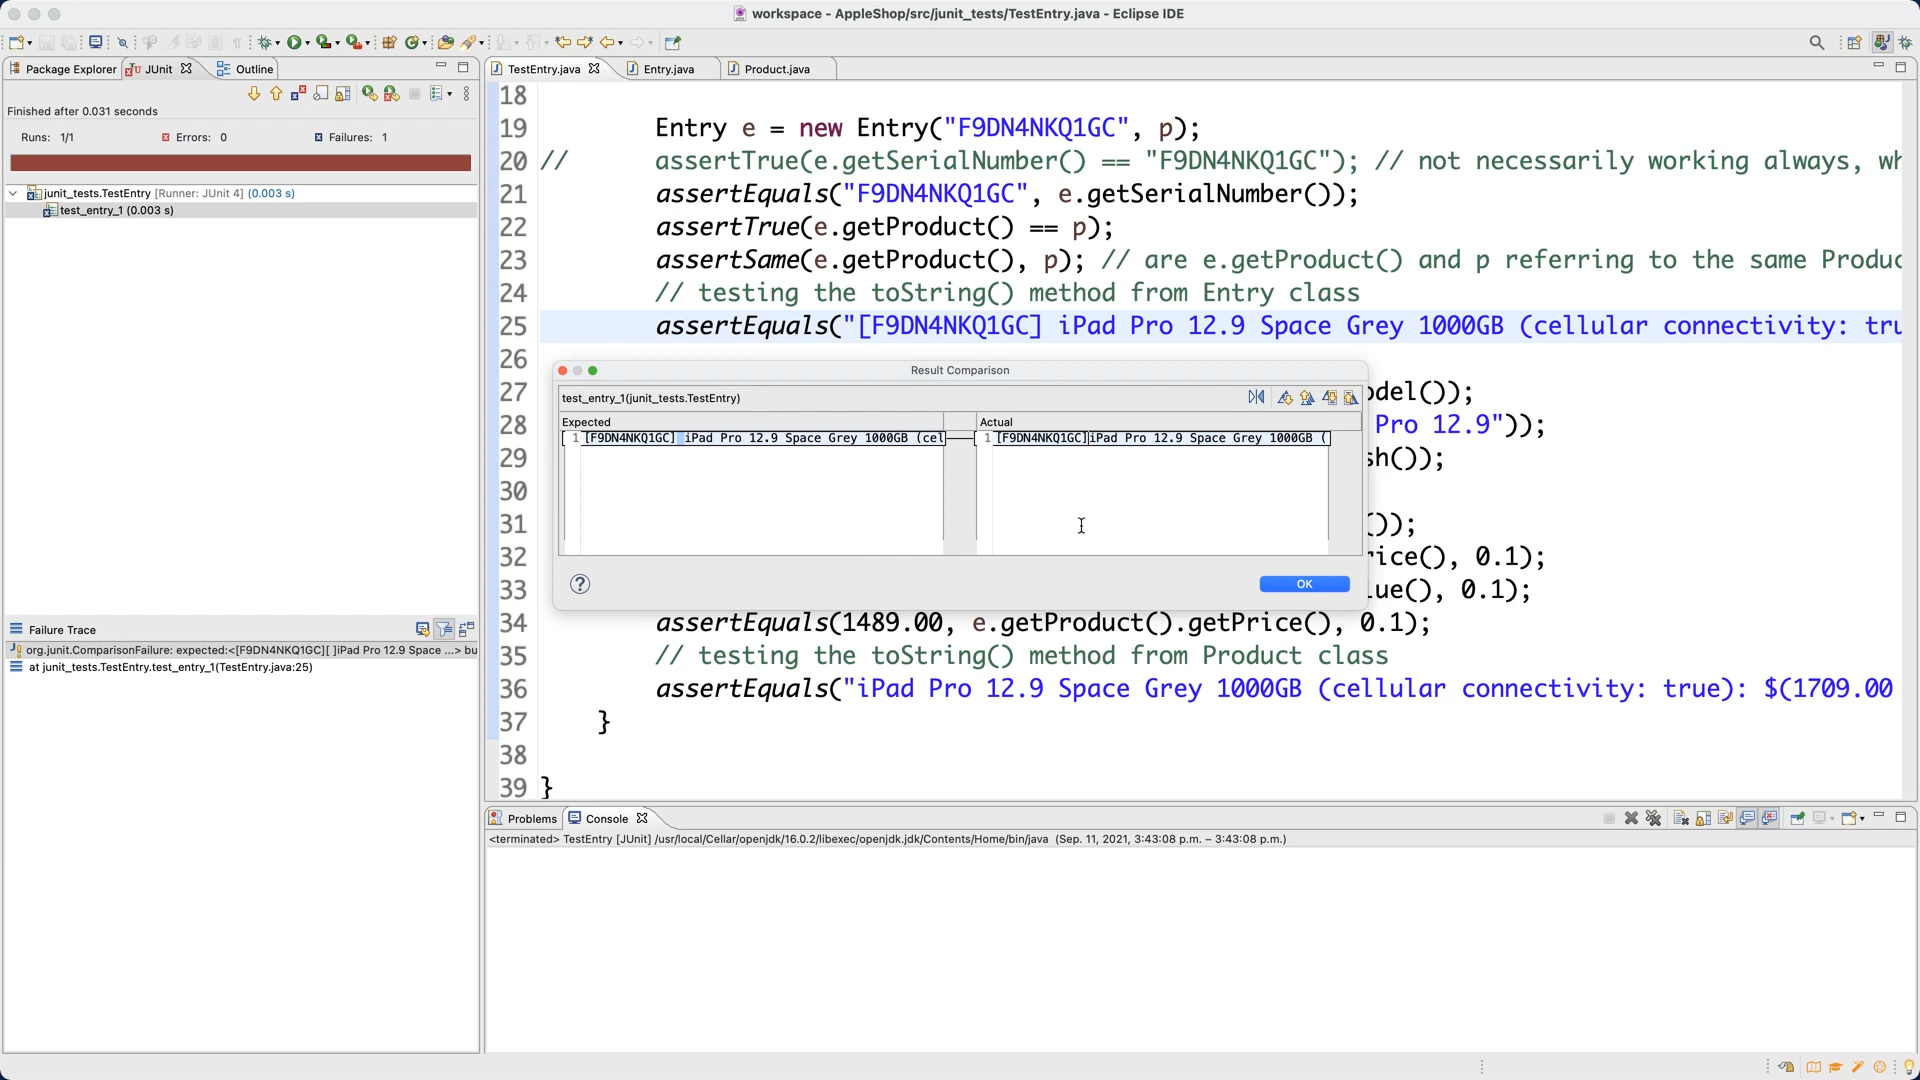 workspace - AppleShop/src/junit_tests/TestEntry.java - Eclipse IDE
Package Explorer
JUnit
Outline
Finished after 0.031 seconds
Runs: 1/1
Errors: 0
Failures: 1
junit_tests.TestEntry [Runner: JUnit 4] (0.003 s)
test_entry_1 (0.003 s)
Failure Trace
org.junit.ComparisonFailure: expected:<[F9DN4NKQ1GC][ ]iPad Pro 12.9 Space ...> bu
at junit_tests.TestEntry.test_entry_1(TestEntry.java:25)
TestEntry.java
Entry.java
Product.java
18
19 Entry e = new Entry("F9DN4NKQ1GC", p);
20 // assertTrue(e.getSerialNumber() == "F9DN4NKQ1GC"); // not necessarily working always, wh
21 assertEquals("F9DN4NKQ1GC", e.getSerialNumber());
22 assertTrue(e.getProduct() == p);
23 assertSame(e.getProduct(), p); // are e.getProduct() and p referring to the same Produc
24 // testing the toString() method from Entry class
25 assertEquals("[F9DN4NKQ1GC] iPad Pro 12.9 Space Grey 1000GB (cellular connectivity: tru
26
27 odel());
28 Pro 12.9"));
29 sh());
30
31 ());
32 rice(), 0.1);
33 lue(), 0.1);
34 assertEquals(1489.00, e.getProduct().getPrice(), 0.1);
35 // testing the toString() method from Product class
36 assertEquals("iPad Pro 12.9 Space Grey 1000GB (cellular connectivity: true): $(1709.00
37 }
38
39 }
Result Comparison
test_entry_1(junit_tests.TestEntry)
Expected
1 [F9DN4NKQ1GC] iPad Pro 12.9 Space Grey 1000GB (cel
Actual
1 [F9DN4NKQ1GC]iPad Pro 12.9 Space Grey 1000GB (
?
OK
Problems
Console
<terminated> TestEntry [JUnit] /usr/local/Cellar/openjdk/16.0.2/libexec/openjdk.jdk/Contents/Home/bin/java (Sep. 11, 2021, 3:43:08 p.m. – 3:43:08 p.m.)